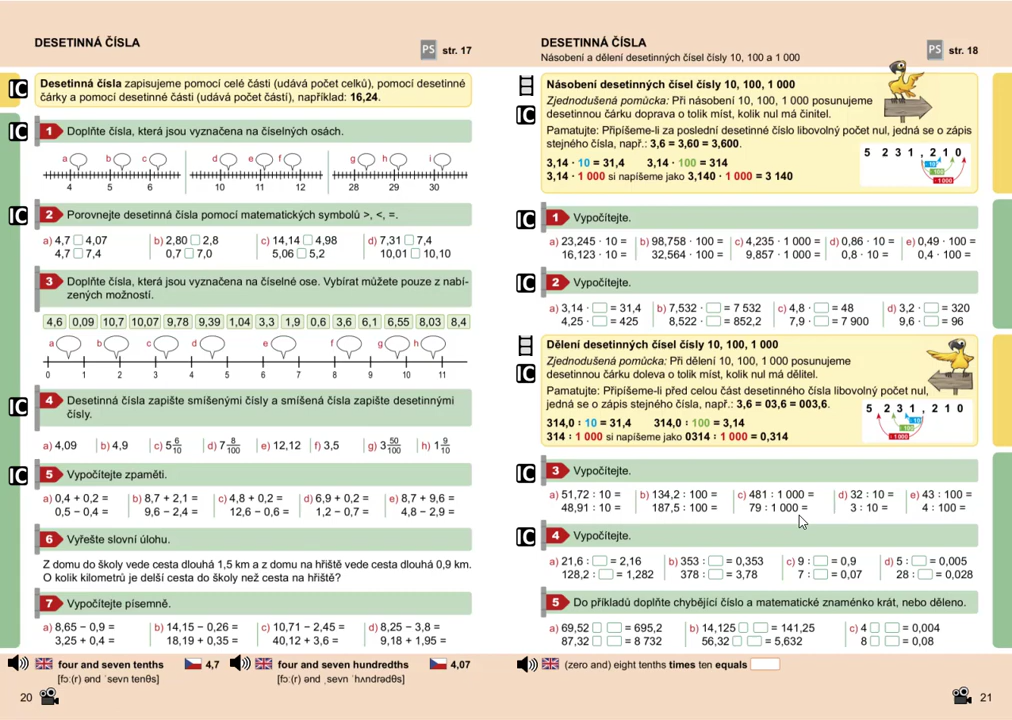 DESETINNÁ ČÍSLA
PS str. 17
Desetinná čísla zapisujeme pomocí celé části (udává počet celků), pomocí desetinné
čárky a pomocí desetinné části (udává počet částí), například: 16,24.
1 Doplňte čísla, která jsou vyznačena na číselných osách.
a b c d e f g h i
4 5 6 10 11 12 28 29 30
2 Porovnejte desetinná čísla pomocí matematických symbolů >, <, =.
a) 4,7 □ 4,07 b) 2,80 □ 2,8 c) 14,14 □ 4,98 d) 7,31 □ 7,4
4,7 □ 7,4 0,7 □ 7,0 5,06 □ 5,2 10,01 □ 10,10
3 Doplňte čísla, která jsou vyznačena na číselné ose. Vybírat můžete pouze z nabí-
zených možností.
4,6 0,09 10,7 10,07 9,78 9,39 1,04 3,3 1,9 0,6 3,6 6,1 6,55 8,03 8,4
a b c d e f g h
0 1 2 3 4 5 6 7 8 9 10 11
4 Desetinná čísla zapište smíšenými čísly a smíšená čísla zapište desetinnými
čísly.
a) 4,09 b) 4,9 c) 5 6/10 d) 7 8/100 e) 12,12 f) 3,5 g) 3 50/100 h) 1 9/10
5 Vypočítejte zpaměti.
a) 0,4 + 0,2 = b) 8,7 + 2,1 = c) 4,8 + 0,2 = d) 6,9 + 0,2 = e) 8,7 + 9,6 =
0,5 − 0,4 = 9,6 − 2,4 = 12,6 − 0,6 = 1,2 − 0,7 = 4,8 − 2,9 =
6 Vyřešte slovní úlohu.
Z domu do školy vede cesta dlouhá 1,5 km a z domu na hřiště vede cesta dlouhá 0,9 km.
O kolik kilometrů je delší cesta do školy než cesta na hřiště?
7 Vypočítejte písemně.
a) 8,65 − 0,9 = b) 14,15 − 0,26 = c) 10,71 − 2,45 = d) 8,25 − 3,8 =
3,25 + 0,4 = 18,19 + 0,35 = 40,12 + 3,6 = 9,18 + 1,95 =
four and seven tenths 4,7 four and seven hundredths 4,07
[fɔː(r) ənd ˈsevn tenθs] [fɔː(r) ənd ˌsevn ˈhʌndrədθs]
20
DESETINNÁ ČÍSLA
Násobení a dělení desetinných čísel čísly 10, 100 a 1 000
PS str. 18
Násobení desetinných čísel čísly 10, 100, 1 000
Zjednodušená pomůcka: Při násobení 10, 100, 1 000 posunujeme
desetinnou čárku doprava o tolik míst, kolik nul má činitel.
Pamatujte: Připíšeme-li za poslední desetinné číslo libovolný počet nul, jedná se o zápis
stejného čísla, např.: 3,6 = 3,60 = 3,600.
3,14 · 10 = 31,4 3,14 · 100 = 314
3,14 · 1 000 si napíšeme jako 3,140 · 1 000 = 3 140
5 2 3 1 , 2 1 0
· 10
· 100
· 1 000
1 Vypočítejte.
a) 23,245 · 10 = b) 98,758 · 100 = c) 4,235 · 1 000 = d) 0,86 · 10 = e) 0,49 · 100 =
16,123 · 10 = 32,564 · 100 = 9,857 · 1 000 = 0,8 · 10 = 0,4 · 100 =
2 Vypočítejte.
a) 3,14 · □ = 31,4 b) 7,532 · □ = 7 532 c) 4,8 · □ = 48 d) 3,2 · □ = 320
4,25 · □ = 425 8,522 · □ = 852,2 7,9 · □ = 7 900 9,6 · □ = 96
Dělení desetinných čísel čísly 10, 100, 1 000
Zjednodušená pomůcka: Při dělení 10, 100, 1 000 posunujeme
desetinnou čárku doleva o tolik míst, kolik nul má dělitel.
Pamatujte: Připíšeme-li před celou část desetinného čísla libovolný počet nul,
jedná se o zápis stejného čísla, např.: 3,6 = 03,6 = 003,6.
314,0 : 10 = 31,4 314,0 : 100 = 3,14
314 : 1 000 si napíšeme jako 0314 : 1 000 = 0,314
5 2 3 1 , 2 1 0
: 10
: 100
: 1 000
3 Vypočítejte.
a) 51,72 : 10 = b) 134,2 : 100 = c) 481 : 1 000 = d) 32 : 10 = e) 43 : 100 =
48,91 : 10 = 187,5 : 100 = 79 : 1 000 = 3 : 10 = 4 : 100 =
4 Vypočítejte.
a) 21,6 : □ = 2,16 b) 353 : □ = 0,353 c) 9 : □ = 0,9 d) 5 : □ = 0,005
128,2 : □ = 1,282 378 : □ = 3,78 7 : □ = 0,07 28 : □ = 0,028
5 Do příkladů doplňte chybějící číslo a matematické znaménko krát, nebo děleno.
a) 69,52 □ □ = 695,2 b) 14,125 □ □ = 141,25 c) 4 □ □ = 0,004
87,32 □ □ = 8 732 56,32 □ □ = 5,632 8 □ □ = 0,08
(zero and) eight tenths times ten equals
21